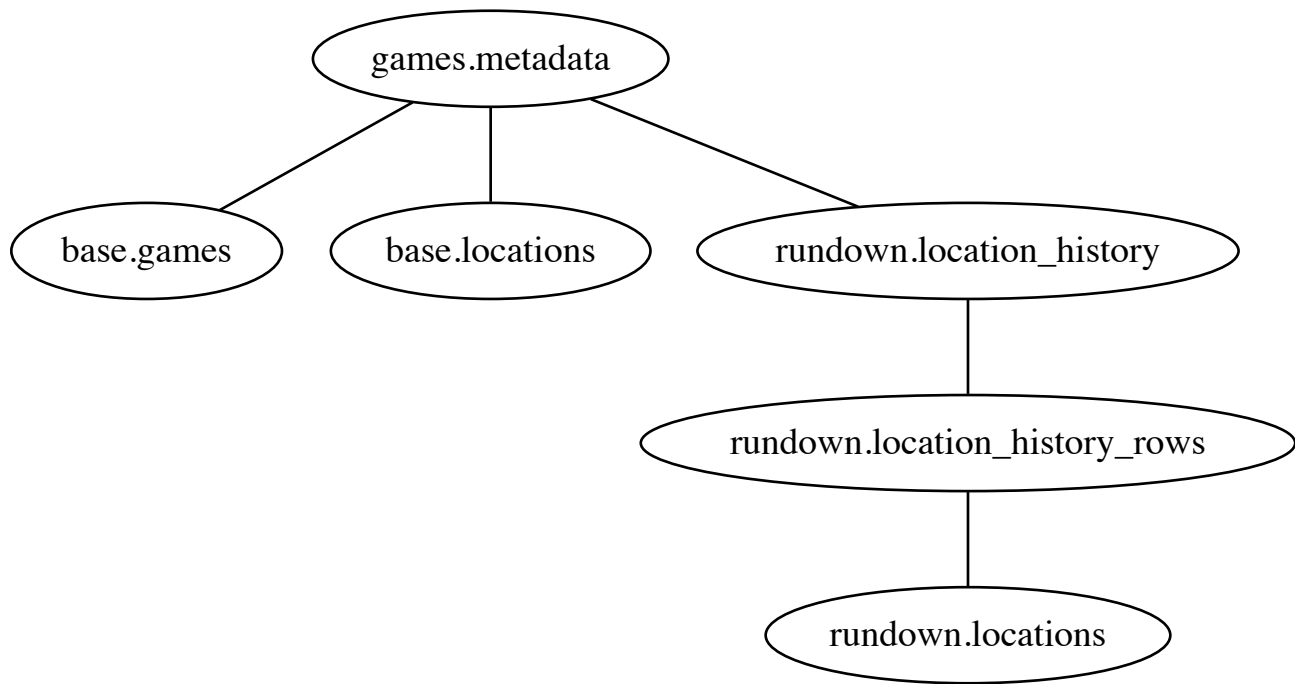 games.metadata
base.games
base.locations
rundown.location_history
rundown.location_history_rows
rundown.locations